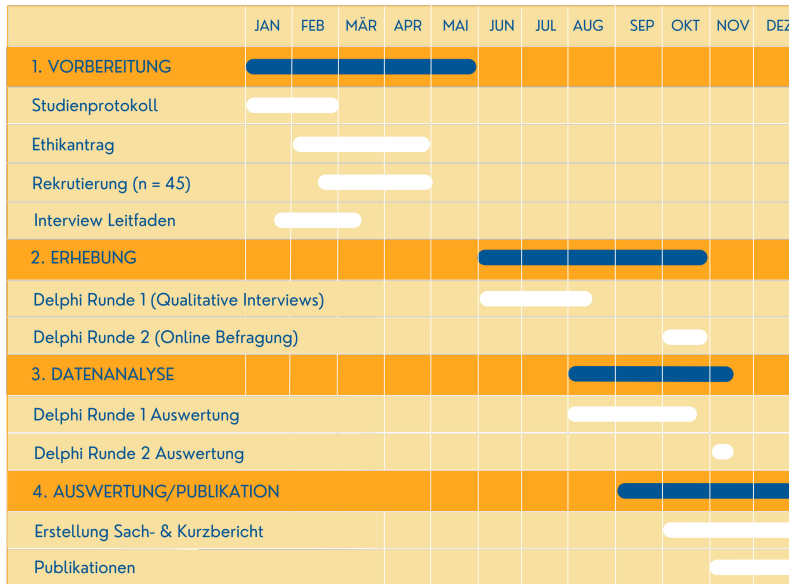 JAN FEB MÄR APR MAI JUN JUL AUG SEP OKT NOV DEZ
1. VORBEREITUNG
Studienprotokoll
Ethikantrag
Rekrutierung (n = 45)
Interview Leitfaden
2. ERHEBUNG
Delphi Runde 1 (Qualitative Interviews)
Delphi Runde 2 (Online Befragung)
3. DATENANALYSE
Delphi Runde 1 Auswertung
Delphi Runde 2 Auswertung
4. AUSWERTUNG/PUBLIKATION
Erstellung Sach- & Kurzbericht
Publikationen